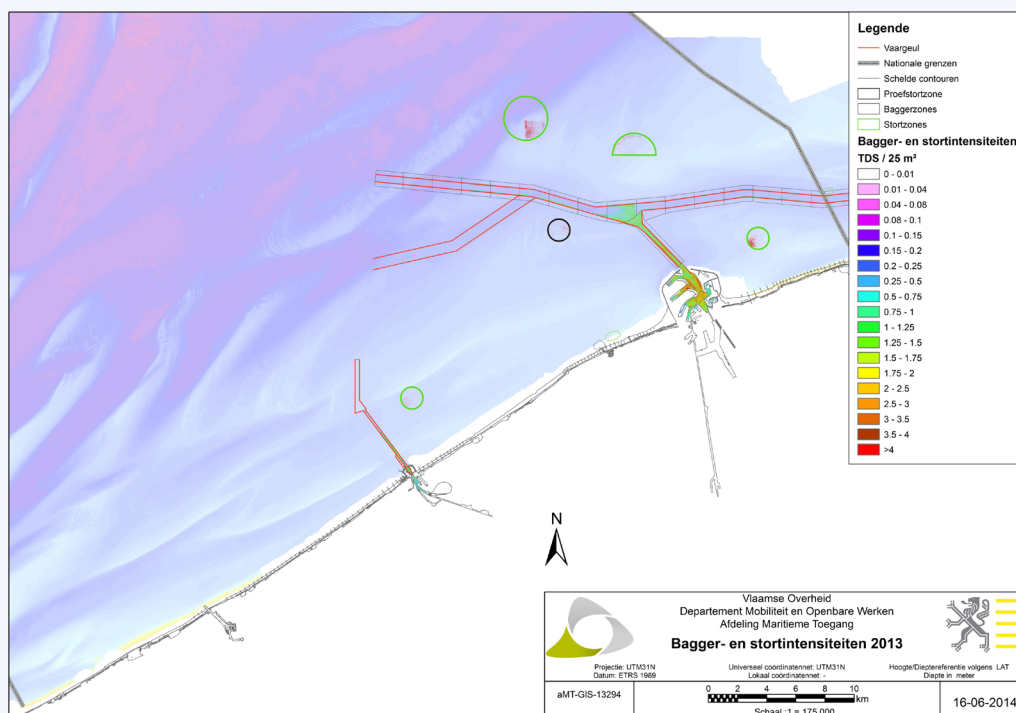 Legende
Vaargeul
Nationale grenzen
Schelde contouren
Proefstortzone
Baggerzones
Stortzones
Bagger- en stortintensiteiten
TDS / 25 m²
0 - 0.01
0.01 - 0.04
0.04 - 0.08
0.08 - 0.1
0.1 - 0.15
0.15 - 0.2
0.2 - 0.25
0.25 - 0.5
0.5 - 0.75
0.75 - 1
1 - 1.25
1.25 - 1.5
1.5 - 1.75
1.75 - 2
2 - 2.5
2.5 - 3
3 - 3.5
3.5 - 4
>4
N
Vlaamse Overheid
Departement Mobiliteit en Openbare Werken
Afdeling Maritieme Toegang
Bagger- en stortintensiteiten 2013
Projectie: UTM31N
Datum: ETRS 1989
Universeel coördinatennet: UTM31N
Lokaal coördinatennet: -
Hoogte/Dieptereferentie volgens LAT
Diepte in meter
aMT-GIS-13294
0 2 4 6 8 10
km
Schaal :1 = 175.000
16-06-2014